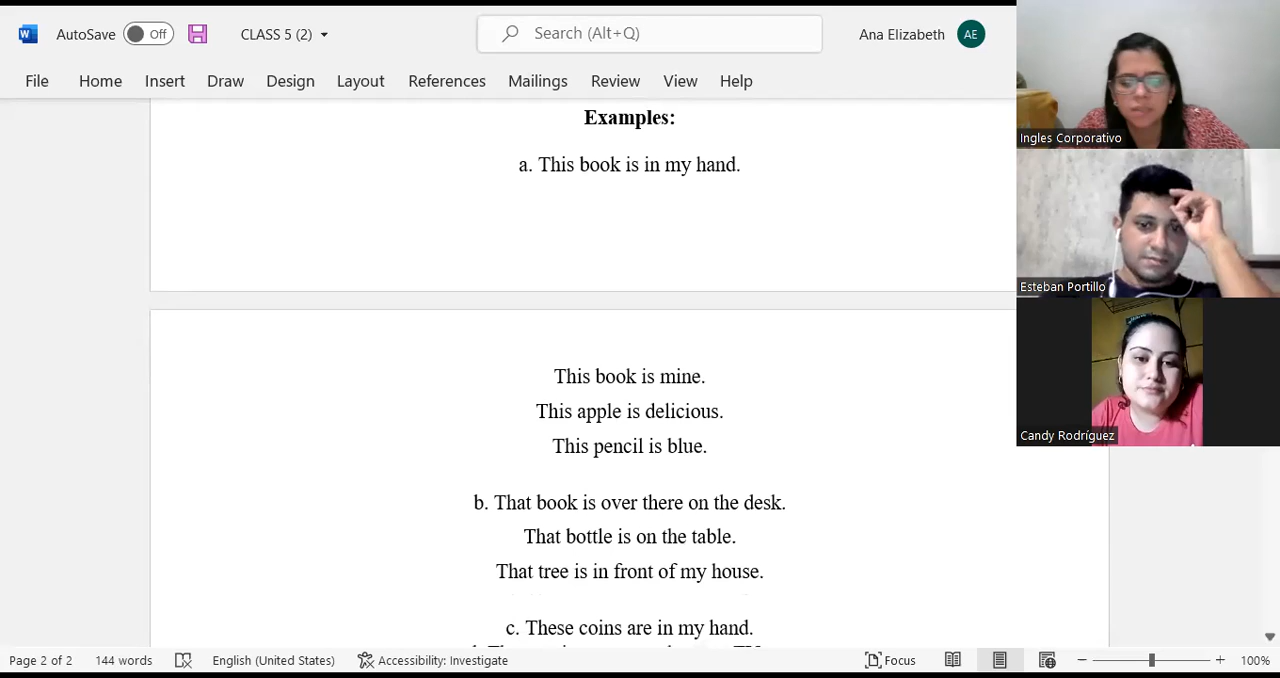 AutoSave Off CLASS 5 (2) Search (Alt+Q) Ana Elizabeth AE
File Home Insert Draw Design Layout References Mailings Review View Help
Examples:
a. This book is in my hand.
This book is mine.
This apple is delicious.
This pencil is blue.
b. That book is over there on the desk.
That bottle is on the table.
That tree is in front of my house.
c. These coins are in my hand.
Page 2 of 2 144 words English (United States) Accessibility: Investigate Focus 100%
Ingles Corporativo
Esteban Portillo
Candy Rodríguez